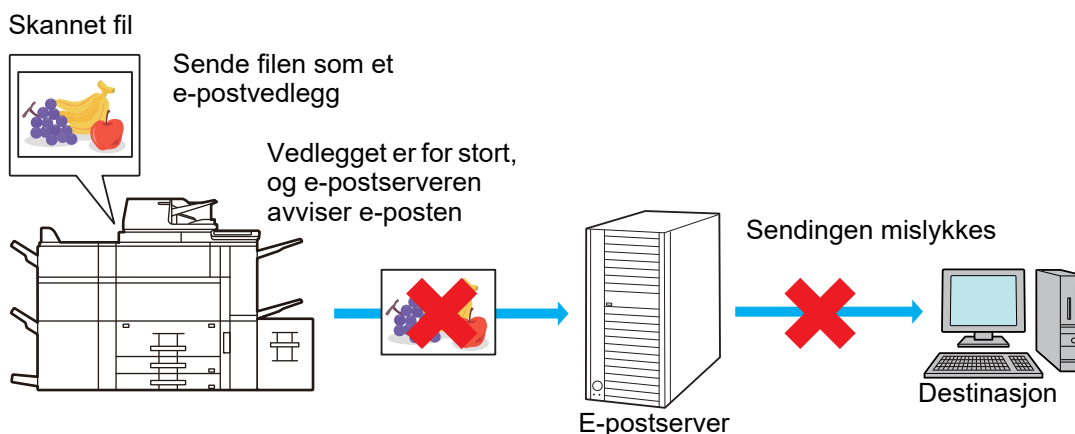 Skannet fil
Sende filen som et
e-postvedlegg
Vedlegget er for stort,
og e-postserveren
avviser e-posten
Sendingen mislykkes
Destinasjon
E-postserver